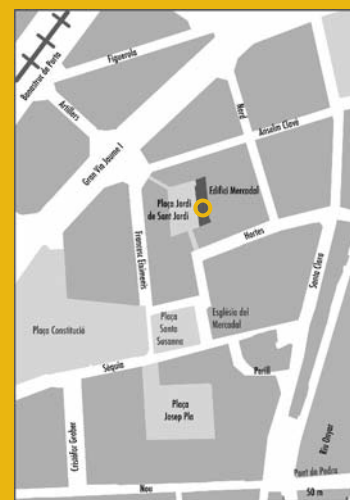 Bonastruc de Porta
Figuerola
Artillers
Gran Via Jaume I
Nord
Anselm Clavé
Edifici Mercadal
Plaça Jordi
de Sant Jordi
Francesc Eiximenis
Hortes
Santa Clara
Plaça Constitució
Plaça
Santa
Susanna
Església del
Mercadal
Sèquia
Perill
Plaça
Josep Pla
Cristòfor Grober
Riu Onyar
Pont de Pedra
Nou
50 m